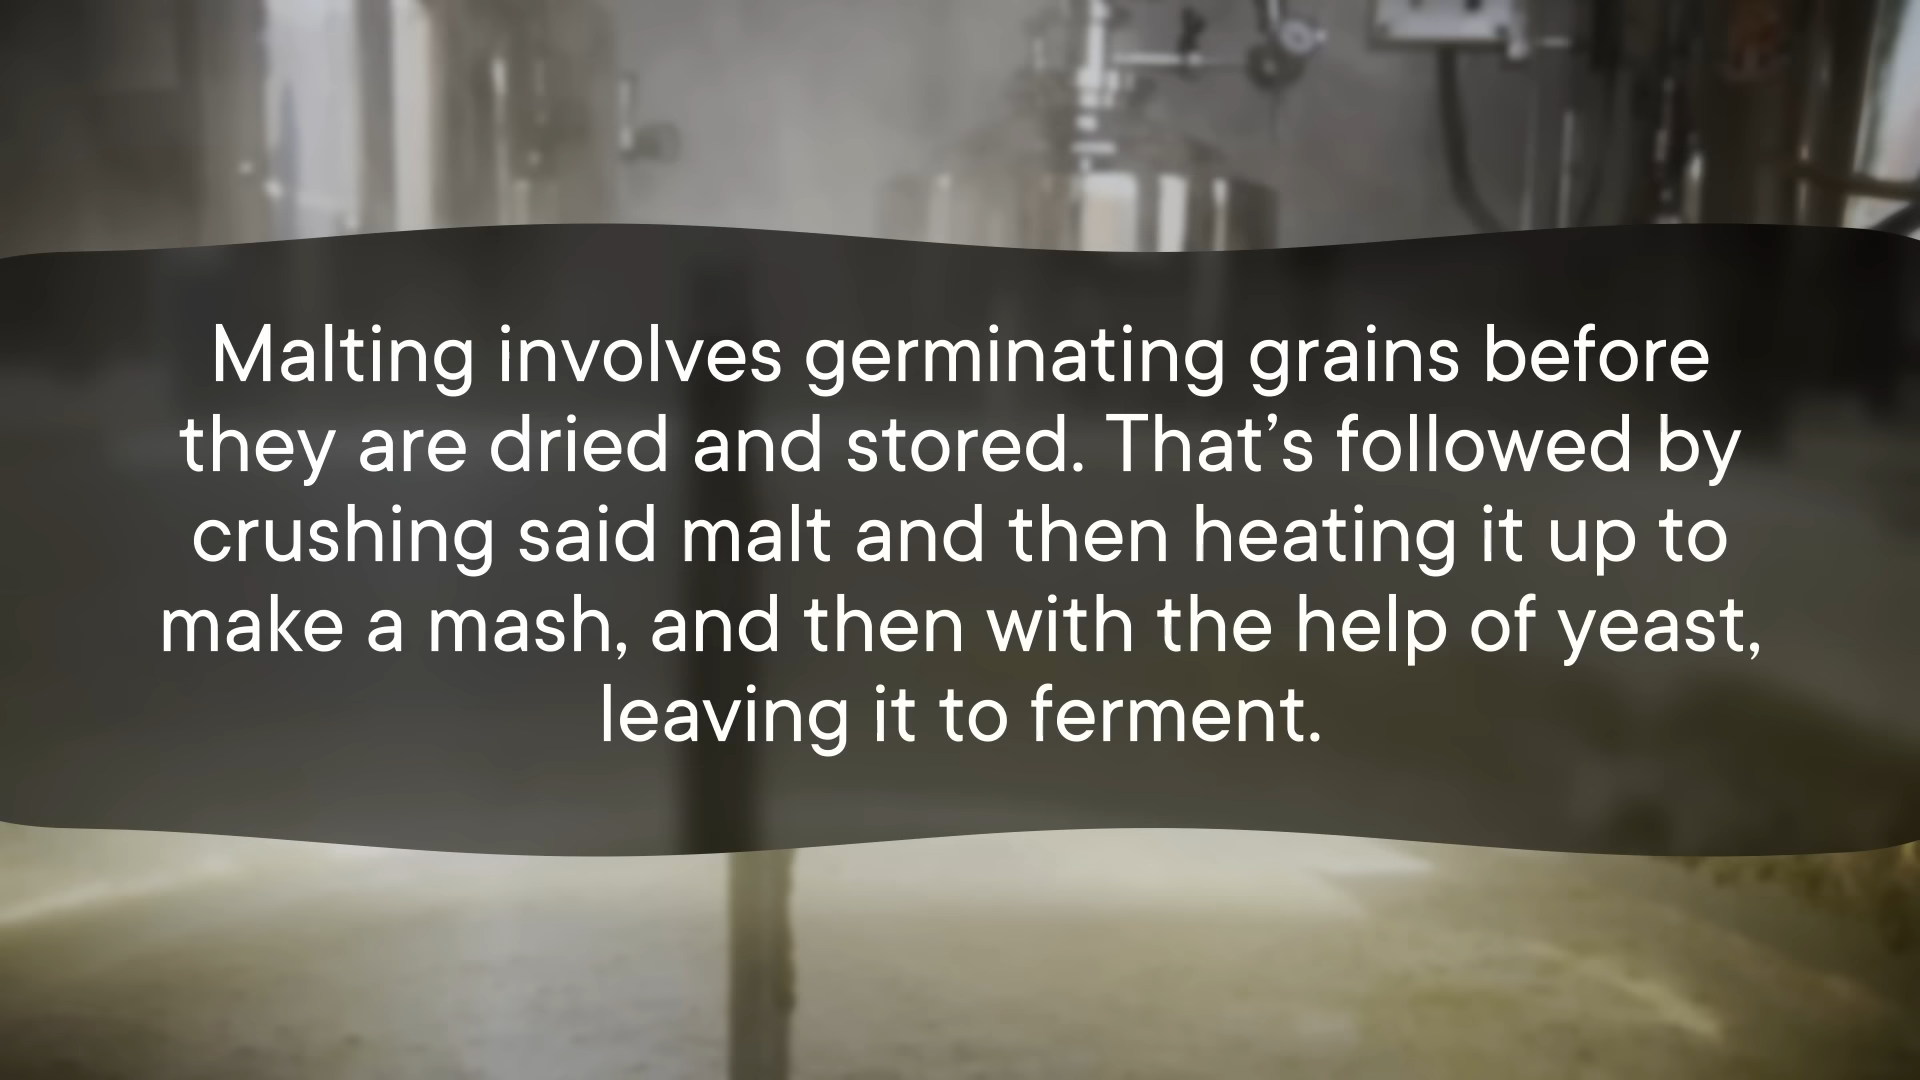 Malting involves germinating grains before
they are dried and stored. That’s followed by
crushing said malt and then heating it up to
make a mash, and then with the help of yeast,
leaving it to ferment.